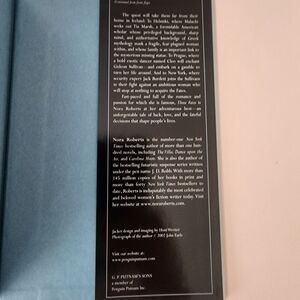 (continued from front flap)
The quest will take them far from their
home in Ireland: To Helsinki, where Malachi
seeks out Tia Marsh, a formidable American
scholar whose privileged background, sharp
mind, and authoritative knowledge of Greek
mythology mask a fragile, fear-plagued woman
within, and whose family is an important link to the
mysterious missing statue. To Prague, where
a bold exotic dancer named Cleo will enchant
Gideon Sullivan—and embark on a gamble to
turn her life around. And to New York, where
security expert Jack Burdett joins the Sullivans
in their fight against an ambitious woman who
will stop at nothing to acquire the Fates.
Fast-paced and full of the romance and
passion for which she is famous, Three Fates is
Nora Roberts at her adventurous best—an
unforgettable tale of luck, love, and the fateful
decisions that shape people's lives.
Nora Roberts is the number-one New York
Times bestselling author of more than one hun-
dred novels, including The Villa, Dance upon the
Air, and Carolina Moon. She is also the author of
the bestselling futuristic suspense series written
under the pen name J. D. Robb. With more than
145 million copies of her books in print and
more than forty New York Times bestsellers to
date, Roberts is indisputably the most celebrated
and beloved women's fiction writer today. Visit
her website at www.noraroberts.com.
Jacket design and imaging by Honi Werner
Photograph of the author © 2001 John Earle
Visit our website at:
www.penguinputnam.com
G. P. PUTNAM'S SONS
a member of
Penguin Putnam Inc.